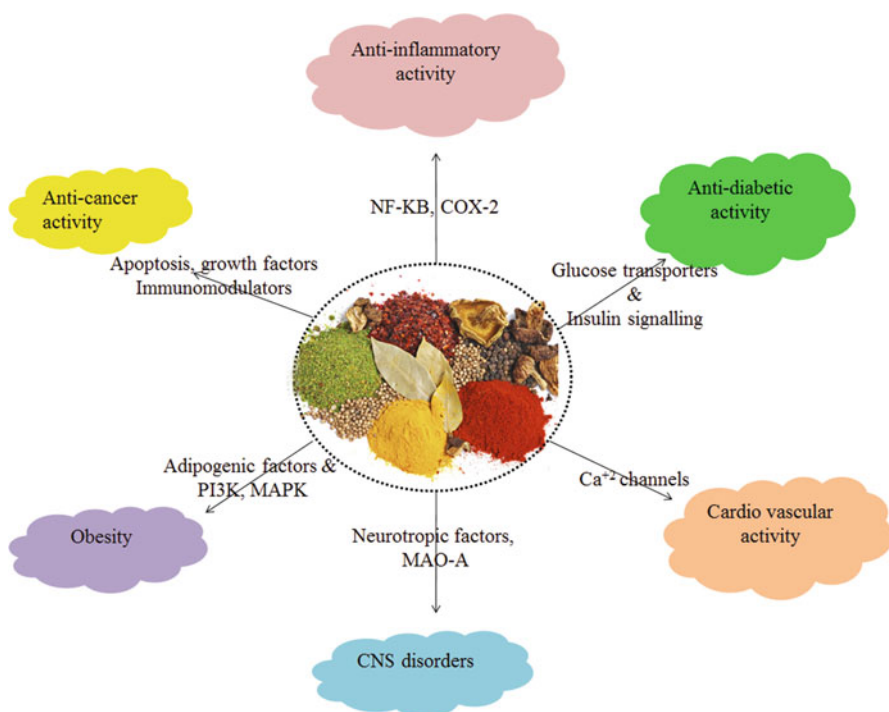 Anti-inflammatory
activity
Anti-cancer
activity
Anti-diabetic
activity
NF-KB, COX-2
Apoptosis, growth factors
Immunomodulators
Glucose transporters
&
Insulin signalling
Adipogenic factors &
PI3K, MAPK
Ca⁺² channels
Neurotropic factors,
MAO-A
Obesity
Cardio vascular
activity
CNS disorders